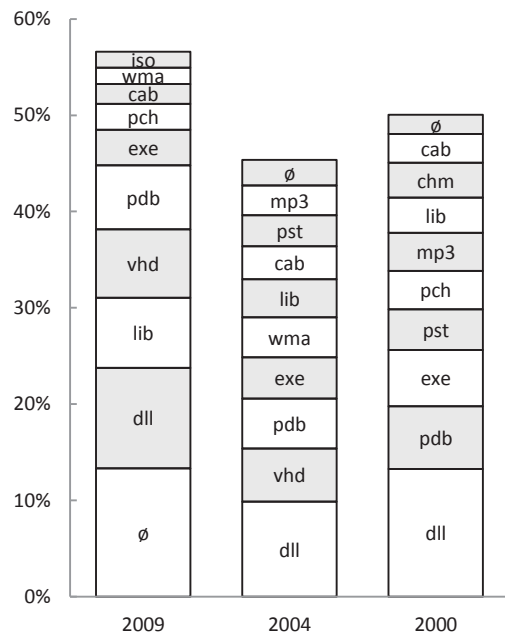 60%
50%
40%
30%
20%
10%
0%
iso
wma
cab
pch
exe
pdb
vhd
lib
dll
ø
ø
mp3
pst
cab
lib
wma
exe
pdb
vhd
dll
ø
cab
chm
lib
mp3
pch
pst
exe
pdb
dll
2009 2004 2000